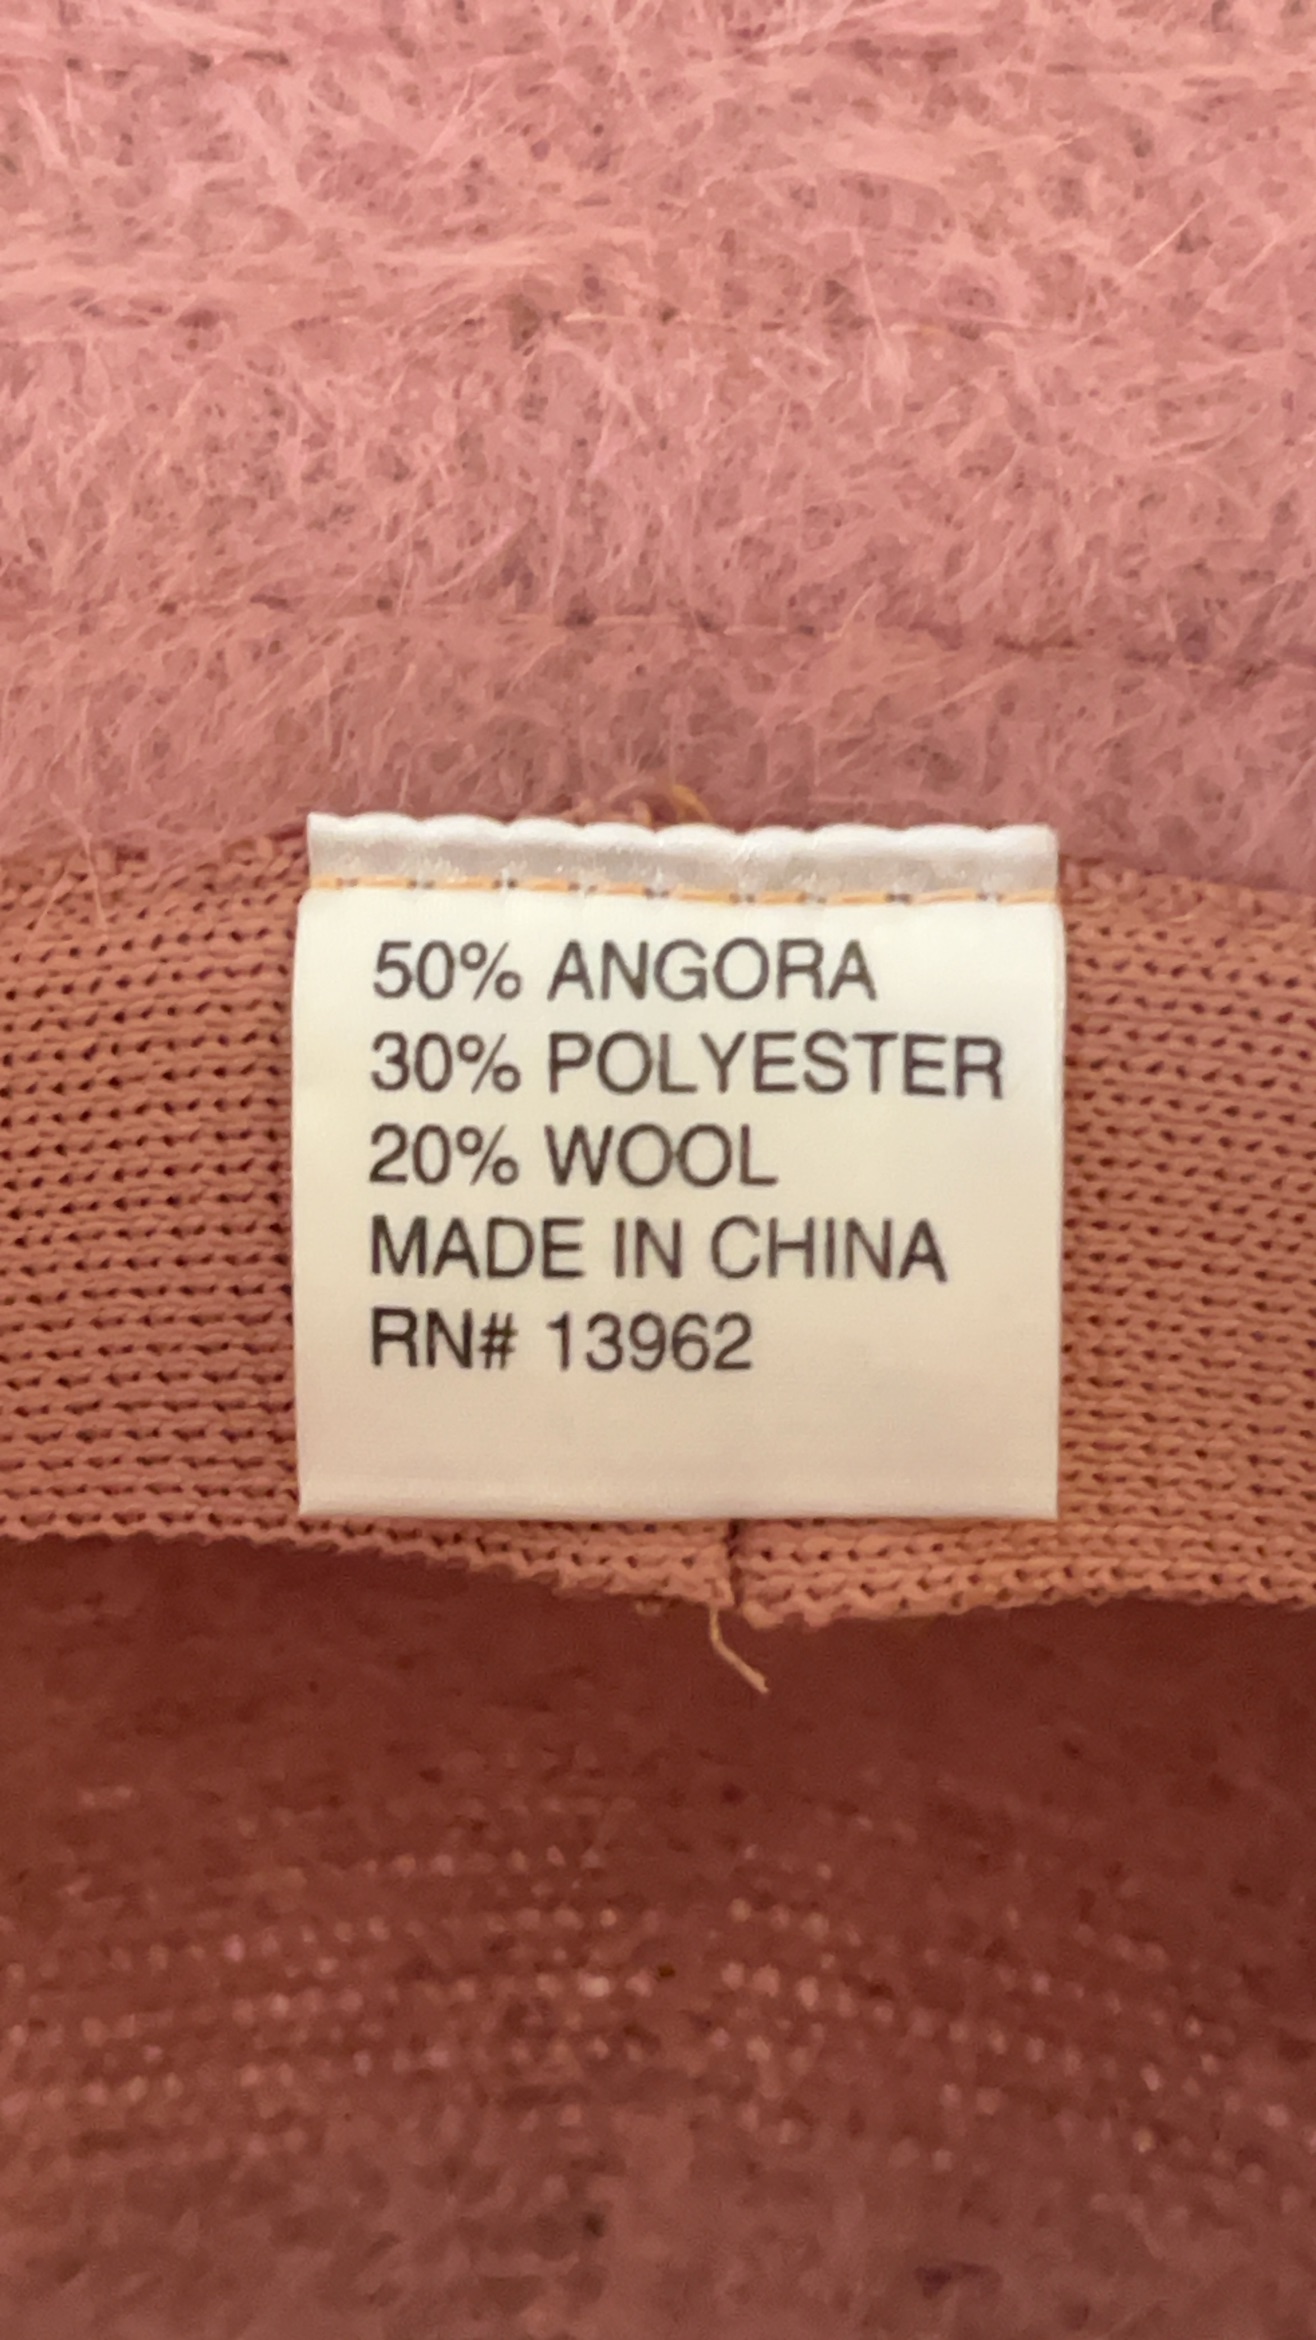 50% ANGORA
30% POLYESTER
20% WOOL
MADE IN CHINA
RN# 13962